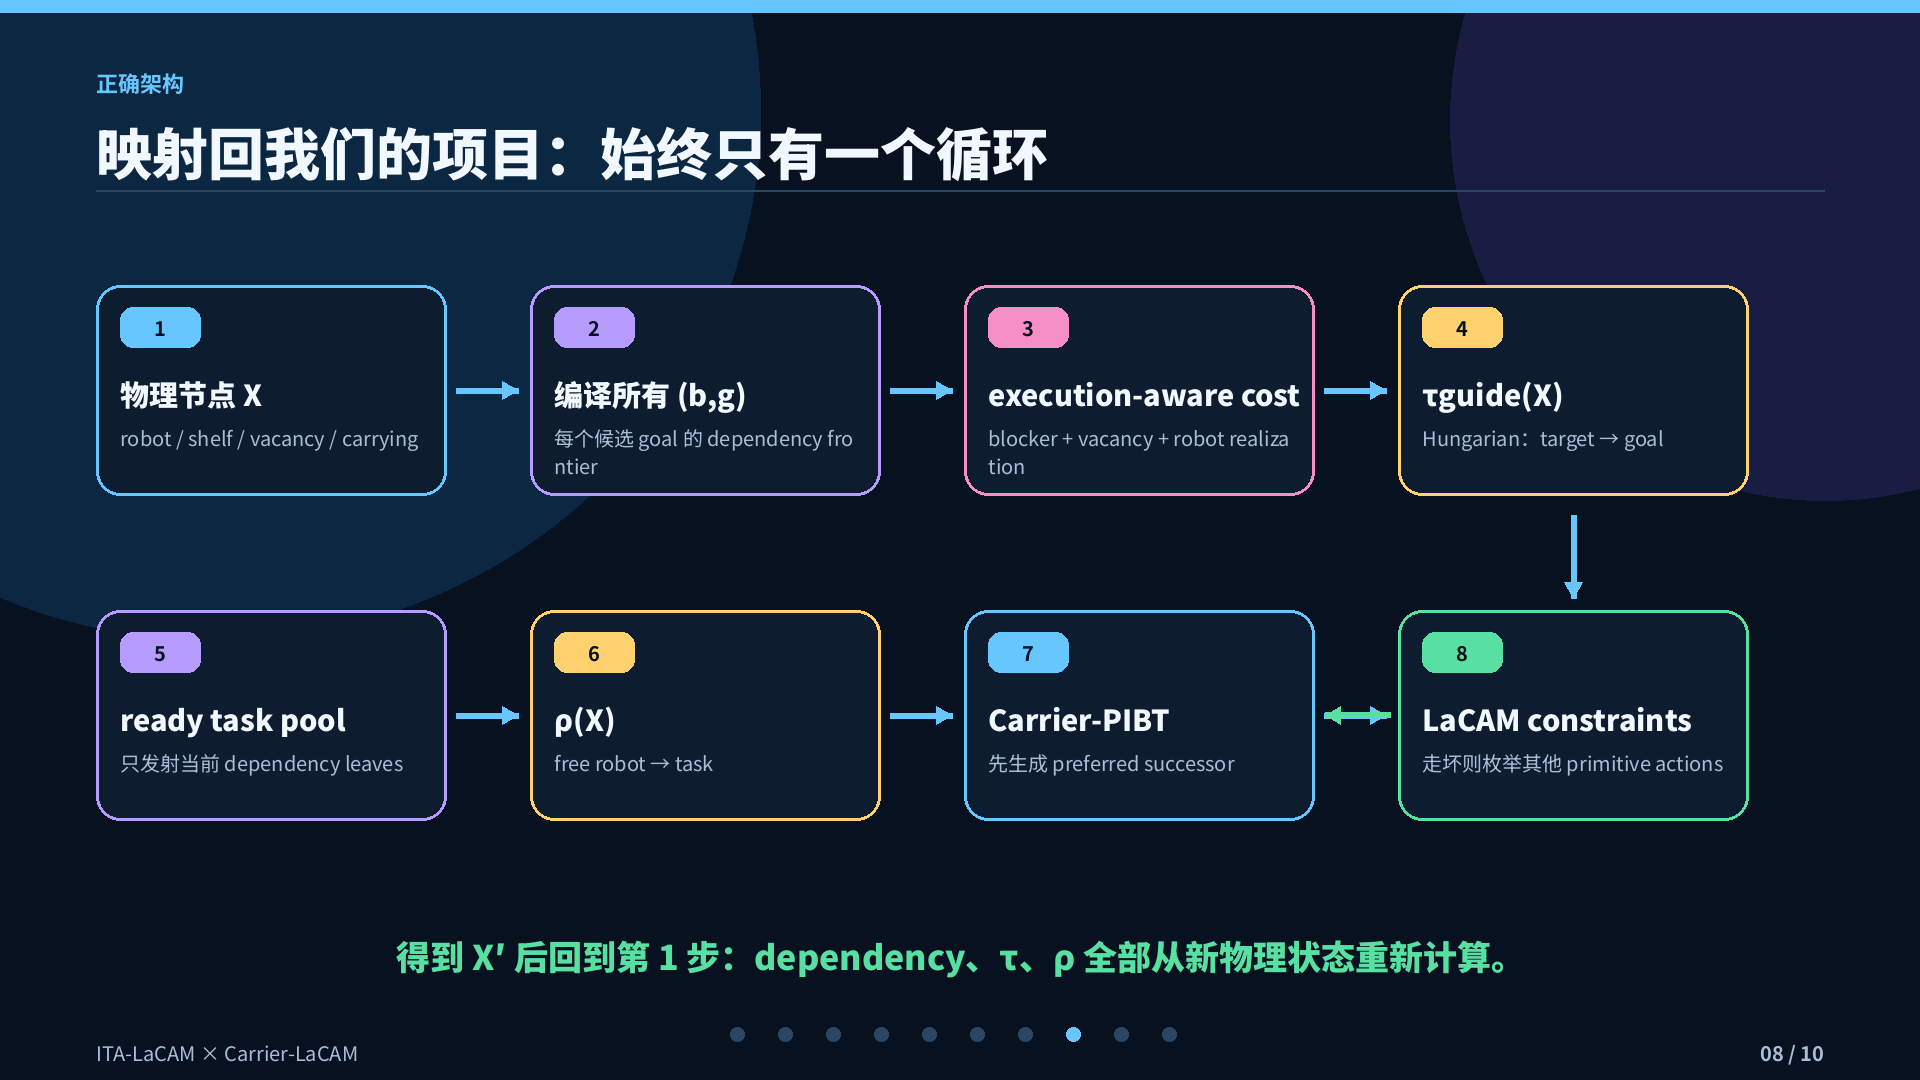 正确架构
映射回我们的项目：始终只有一个循环
1
物理节点 X
robot / shelf / vacancy / carrying
2
编译所有 (b,g)
每个候选 goal 的 dependency fro
ntier
3
execution-aware cost
blocker + vacancy + robot realiza
tion
4
τguide(X)
Hungarian：target → goal
5
ready task pool
只发射当前 dependency leaves
6
ρ(X)
free robot → task
7
Carrier-PIBT
先生成 preferred successor
8
LaCAM constraints
走坏则枚举其他 primitive actions
得到 X′ 后回到第 1 步：dependency、τ、ρ 全部从新物理状态重新计算。
ITA-LaCAM × Carrier-LaCAM
08 / 10